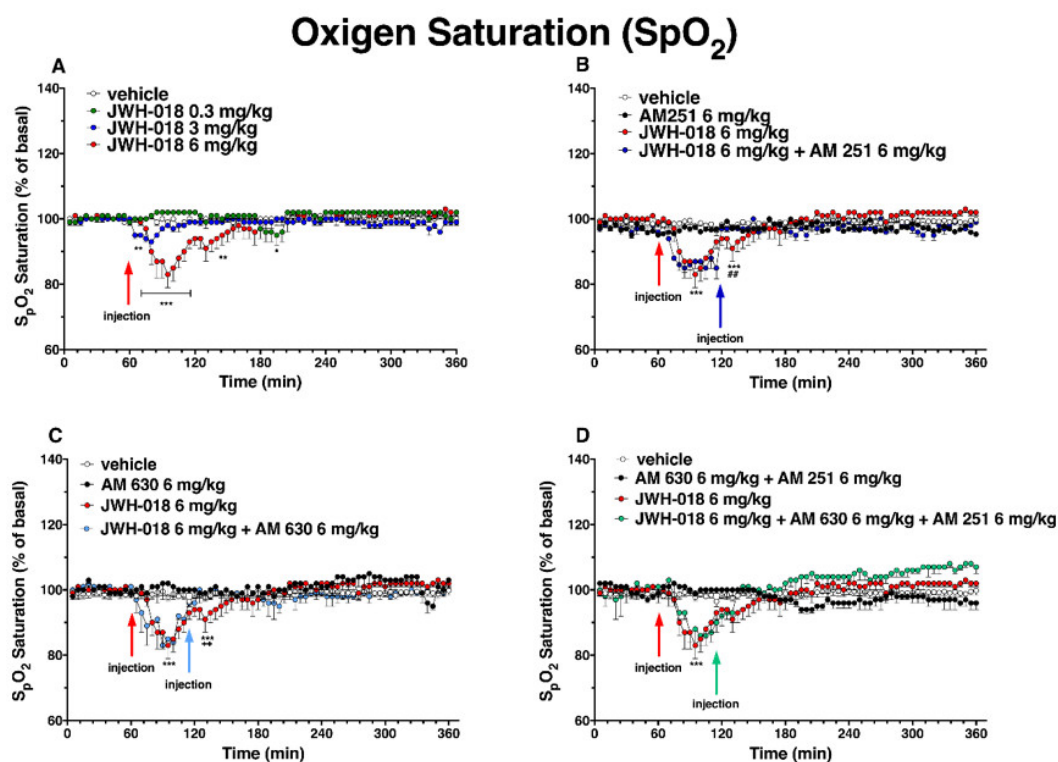 Oxigen Saturation (SpO₂)
A
vehicle
JWH-018 0.3 mg/kg
JWH-018 3 mg/kg
JWH-018 6 mg/kg
SpO₂ Saturation (% of basal)
140
120
100
80
60
**
***
**
*
injection
0 60 120 180 240 300 360
Time (min)
B
vehicle
AM251 6 mg/kg
JWH-018 6 mg/kg
JWH-018 6 mg/kg + AM 251 6 mg/kg
SpO₂ Saturation (% of basal)
140
120
100
80
60
***
##
***
injection
injection
0 60 120 180 240 300 360
Time (min)
C
vehicle
AM 630 6 mg/kg
JWH-018 6 mg/kg
JWH-018 6 mg/kg + AM 630 6 mg/kg
SpO₂ Saturation (% of basal)
140
120
100
80
60
***
***
injection
injection
0 60 120 180 240 300 360
Time (min)
D
vehicle
AM 630 6 mg/kg + AM 251 6 mg/kg
JWH-018 6 mg/kg
JWH-018 6 mg/kg + AM 630 6 mg/kg + AM 251 6 mg/kg
SpO₂ Saturation (% of basal)
140
120
100
80
60
***
injection
injection
0 60 120 180 240 300 360
Time (min)